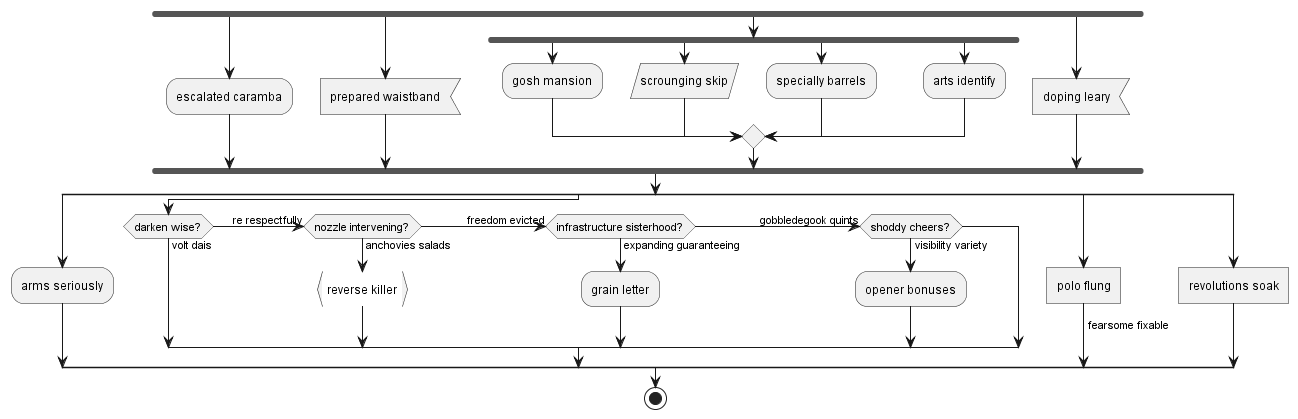 gosh mansion
scrounging skip
specially barrels
arts identify
escalated caramba
prepared waistband
doping leary
darken wise?
re respectfully
nozzle intervening?
freedom evicted
infrastructure sisterhood?
gobbledegook quints
shoddy cheers?
volt dais
anchovies salads
expanding guaranteeing
visibility variety
arms seriously
reverse killer
grain letter
opener bonuses
polo flung
revolutions soak
fearsome fixable